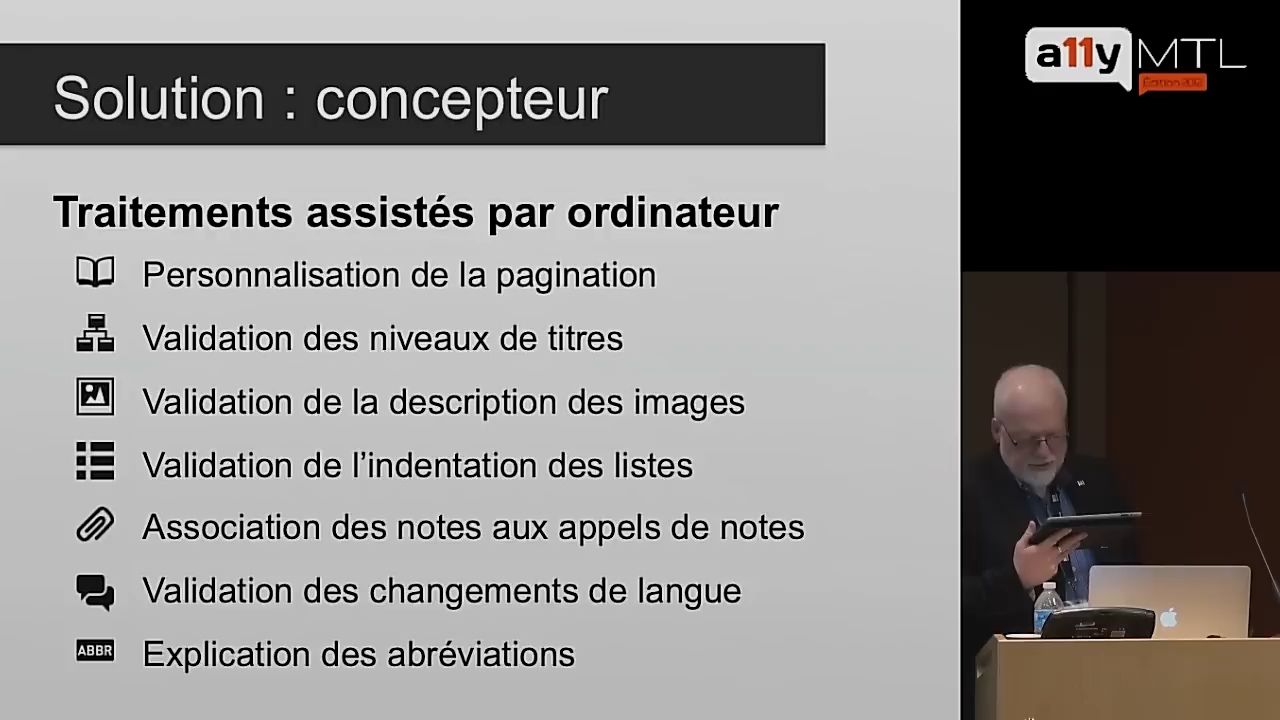 Solution : concepteur
Traitements assistés par ordinateur
Personnalisation de la pagination
Validation des niveaux de titres
Validation de la description des images
Validation de l’indentation des listes
Association des notes aux appels de notes
Validation des changements de langue
ABBR Explication des abréviations
a11y MTL
Édition 2012